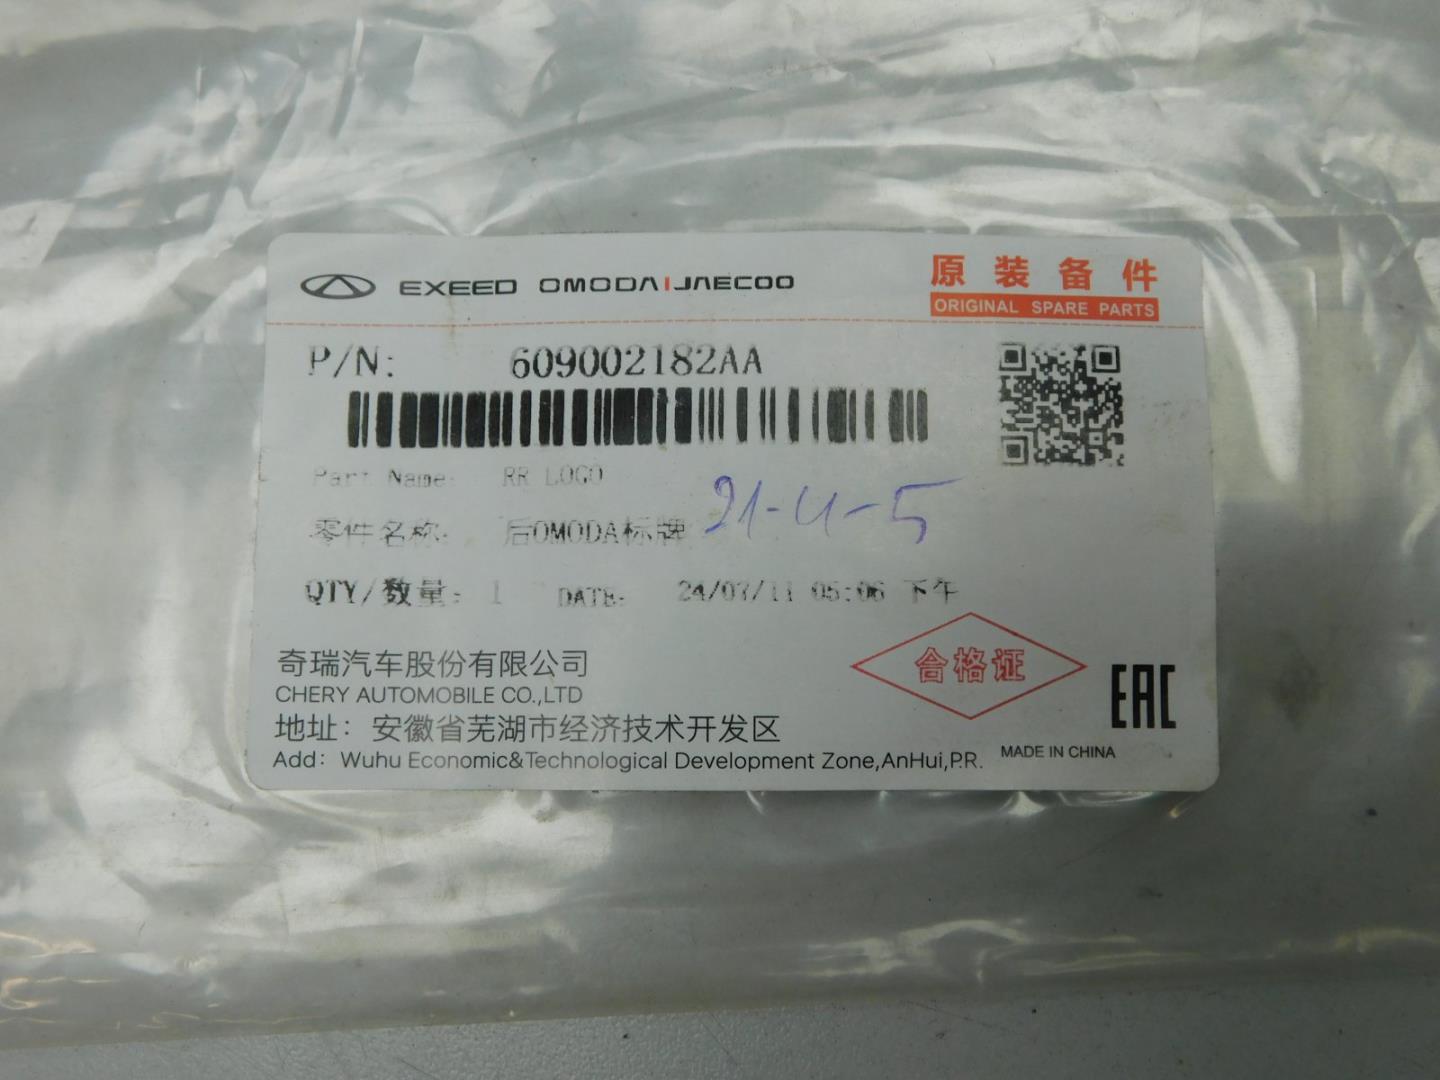 EXEED OMODA|JAECOO
原装备件
ORIGINAL SPARE PARTS
P/N: 609002182AA
Part Name: RR LOGO
零件名称: 后OMODA标牌
21-4-5
QTY/数量: 1 DATE: 24/07/11 05:06 下午
奇瑞汽车股份有限公司
CHERY AUTOMOBILE CO.,LTD
合格证
EAC
地址：安徽省芜湖市经济技术开发区
Add: Wuhu Economic&Technological Development Zone,AnHui,P.R.
MADE IN CHINA